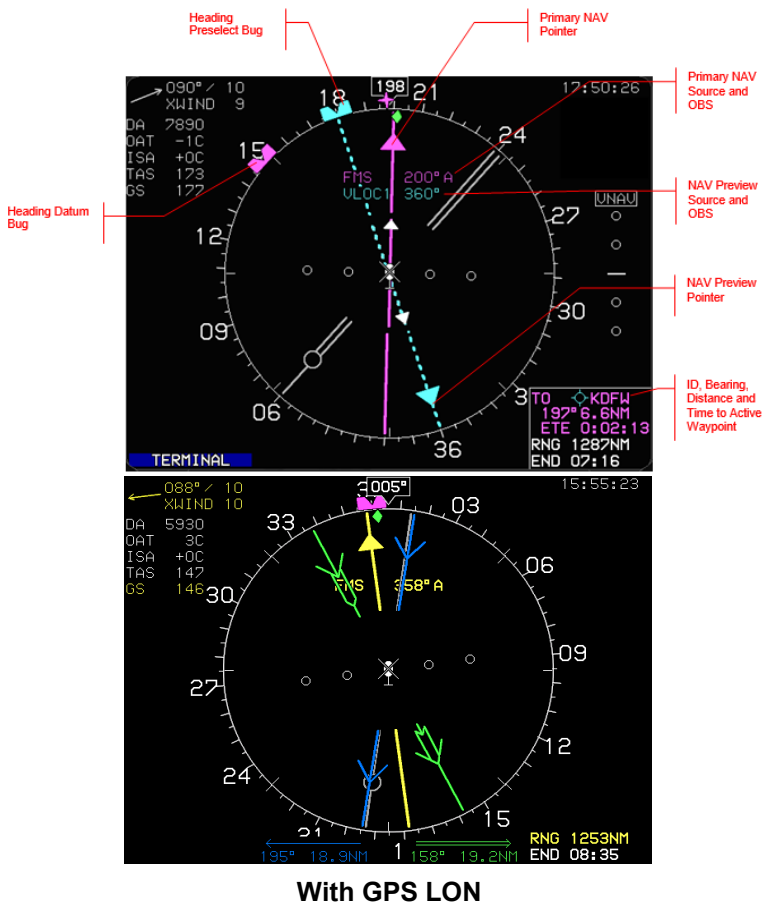 Heading
Preselect Bug
Primary NAV
Pointer
Primary NAV
Source and
OBS
NAV Preview
Source and
OBS
Heading Datum
Bug
NAV Preview
Pointer
ID, Bearing,
Distance and
Time to Active
Waypoint
090°/ 10
XWIND 9
DA 7890
OAT -1C
ISA +0C
TAS 173
GS 177
198
17:50:26
18
21
15
24
12
27
09
30
06
36
FMS 200°A
VLOC1 360°
VNAV
TO KDFW
197°6.6NM
ETE 0:02:13
RNG 1287NM
END 07:16
TERMINAL
088°/ 10
XWIND 10
DA 5930
OAT 3C
ISA +0C
TAS 147
GS 146
005°
15:55:23
03
33
06
30
09
27
12
24
15
21
FMS 358°A
195° 18.9NM
158° 19.2NM
RNG 1253NM
END 08:35
With GPS LON